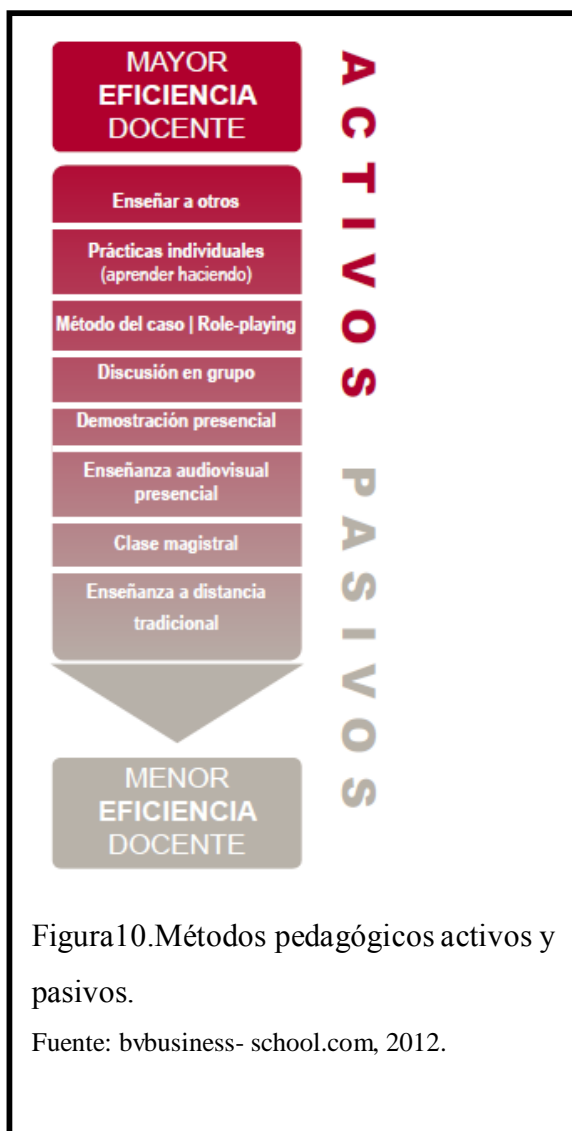 MAYOR
EFICIENCIA
DOCENTE
Enseñar a otros
Prácticas individuales
(aprender haciendo)
Método del caso | Role-playing
Discusión en grupo
Demostración presencial
Enseñanza audiovisual
presencial
Clase magistral
Enseñanza a distancia
tradicional
MENOR
EFICIENCIA
DOCENTE
ACTIVOS
PASIVOS
Figura10.Métodos pedagógicos activos y
pasivos.
Fuente: bvbusiness- school.com, 2012.